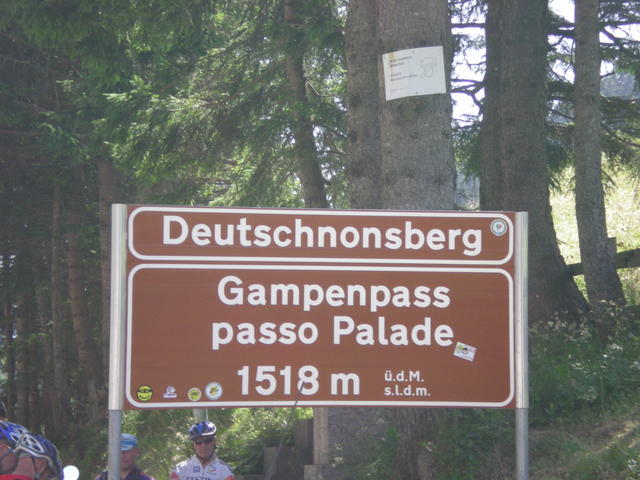 Deutschnonsberg
Gampenpass
passo Palade
1518 m
ü.d.M.
s.l.d.m.